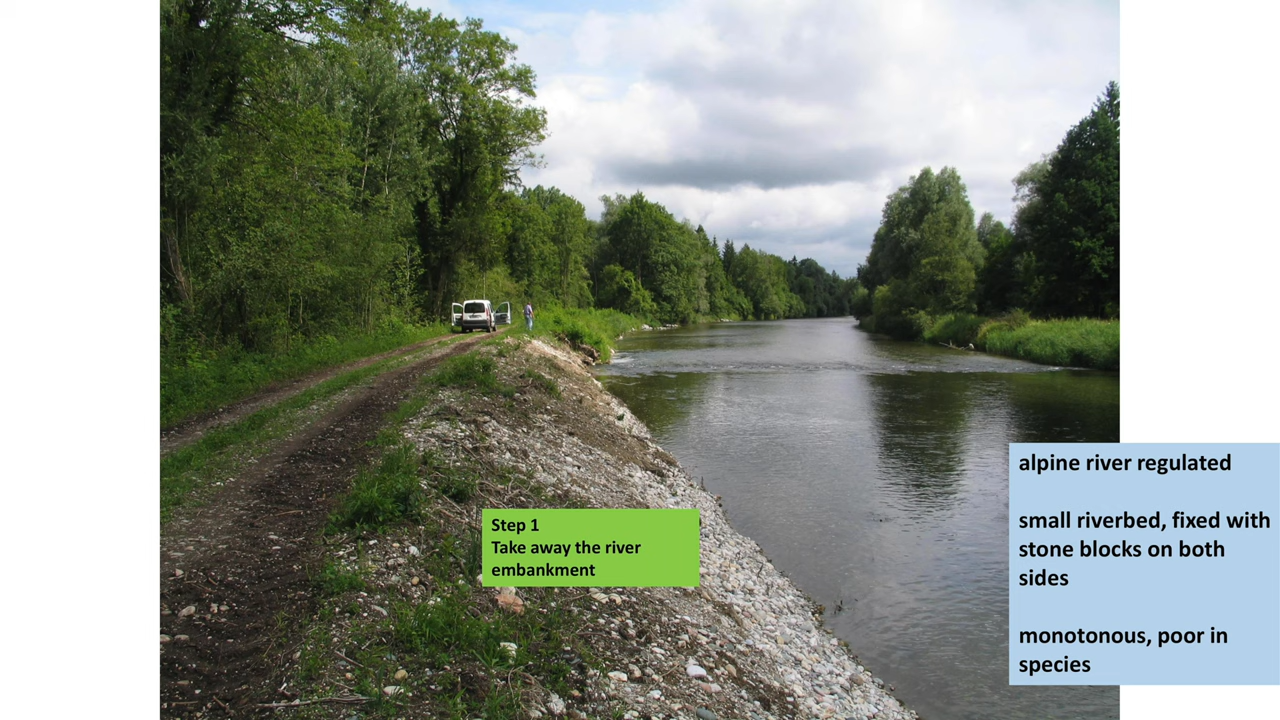 Step 1
Take away the river
embankment
alpine river regulated
small riverbed, fixed with
stone blocks on both
sides
monotonous, poor in
species